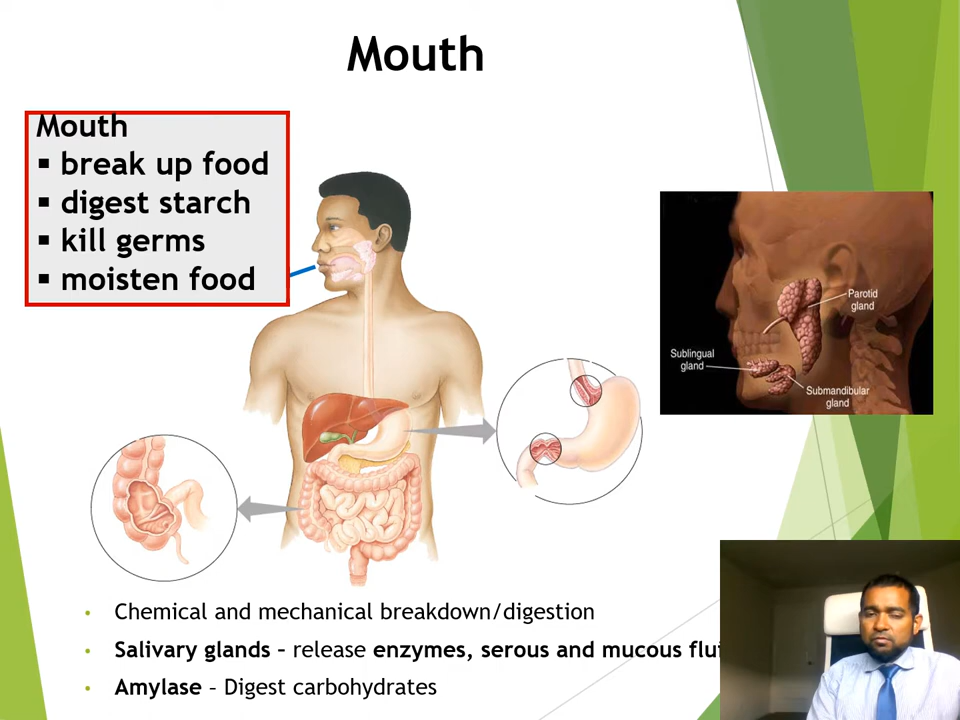 Mouth
Mouth
▪ break up food
▪ digest starch
▪ kill germs
▪ moisten food
Parotid
gland
Sublingual
gland
Submandibular
gland
• Chemical and mechanical breakdown/digestion
• Salivary glands – release enzymes, serous and mucous
• Amylase – Digest carbohydrates